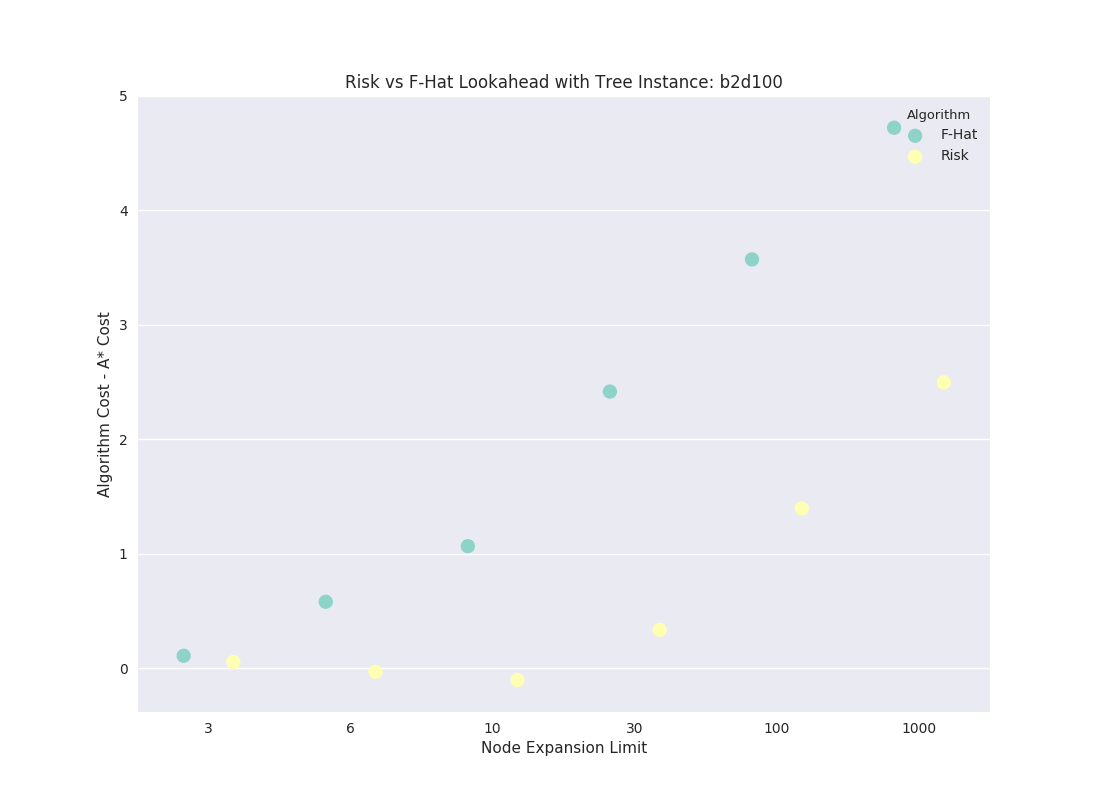 Risk vs F-Hat Lookahead with Tree Instance: b2d100
Algorithm
F-Hat
Risk
5
4
3
2
1
0
Algorithm Cost - A* Cost
3 6 10 30 100 1000
Node Expansion Limit